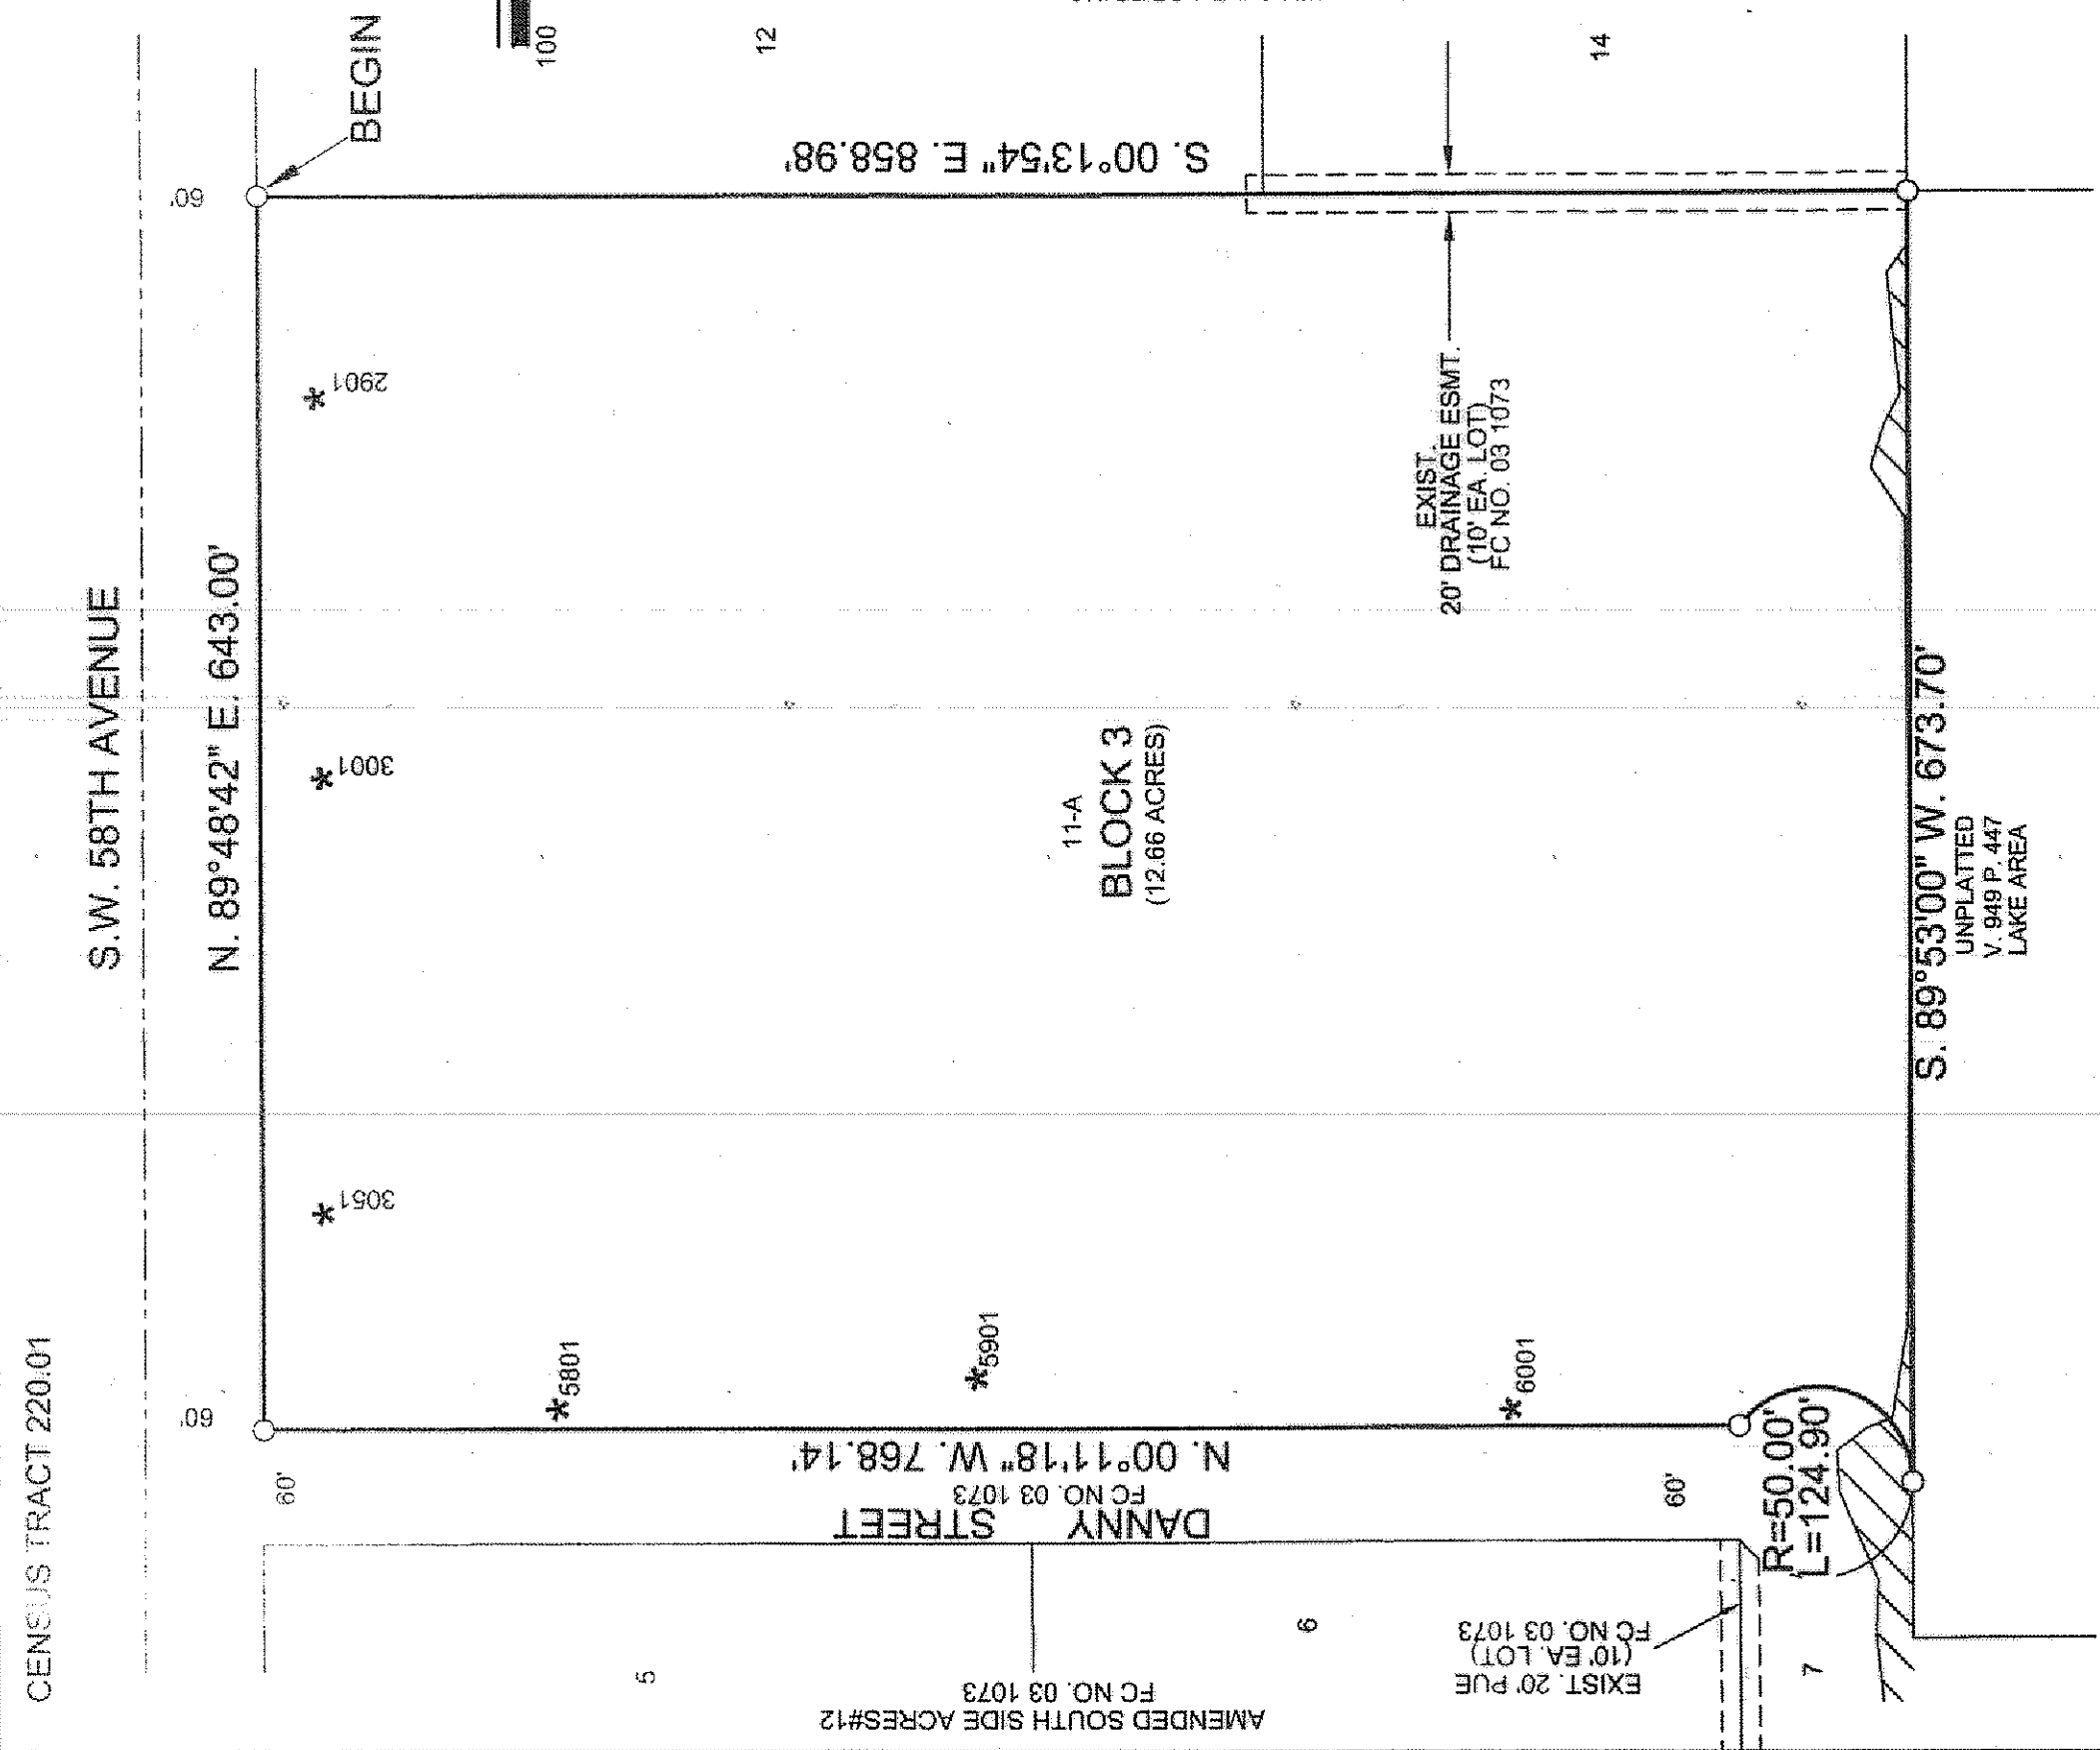 CENSUS TRACT 220.01
S.W. 58TH AVENUE
N. 89°48'42" E. 643.00'
60'
60'
60'
BEGIN
100
12
14
S. 00°13'54" E. 858.98'
*2901
*3001
*3051
*5801
*5901
*6001
11-A
BLOCK 3
(12.66 ACRES)
EXIST.
20' DRAINAGE ESMT.
(10' EA. LOT)
FC NO. 03 1073
N. 00°11'18" W. 768.14'
FC NO. 03 1073
DANNY STREET
60'
R=50.00'
L=124.90'
S. 89°53'00" W. 673.70'
UNPLATTED
V. 949 P. 447
LAKE AREA
5
6
7
AMENDED SOUTH SIDE ACRES#12
FC NO. 03 1073
EXIST. 20' PUE
(10' EA. LOT)
FC NO. 03 1073